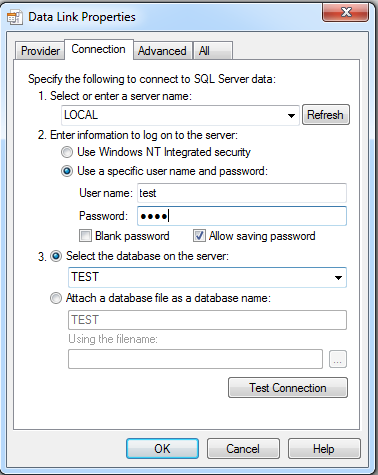 Data Link Properties
Provider Connection Advanced All
Specify the following to connect to SQL Server data:
1. Select or enter a server name:
LOCAL Refresh
2. Enter information to log on to the server:
Use Windows NT Integrated security
Use a specific user name and password:
User name: test
Password: ●●●●
Blank password Allow saving password
3. Select the database on the server:
TEST
Attach a database file as a database name:
TEST
Using the filename:
...
Test Connection
OK Cancel Help